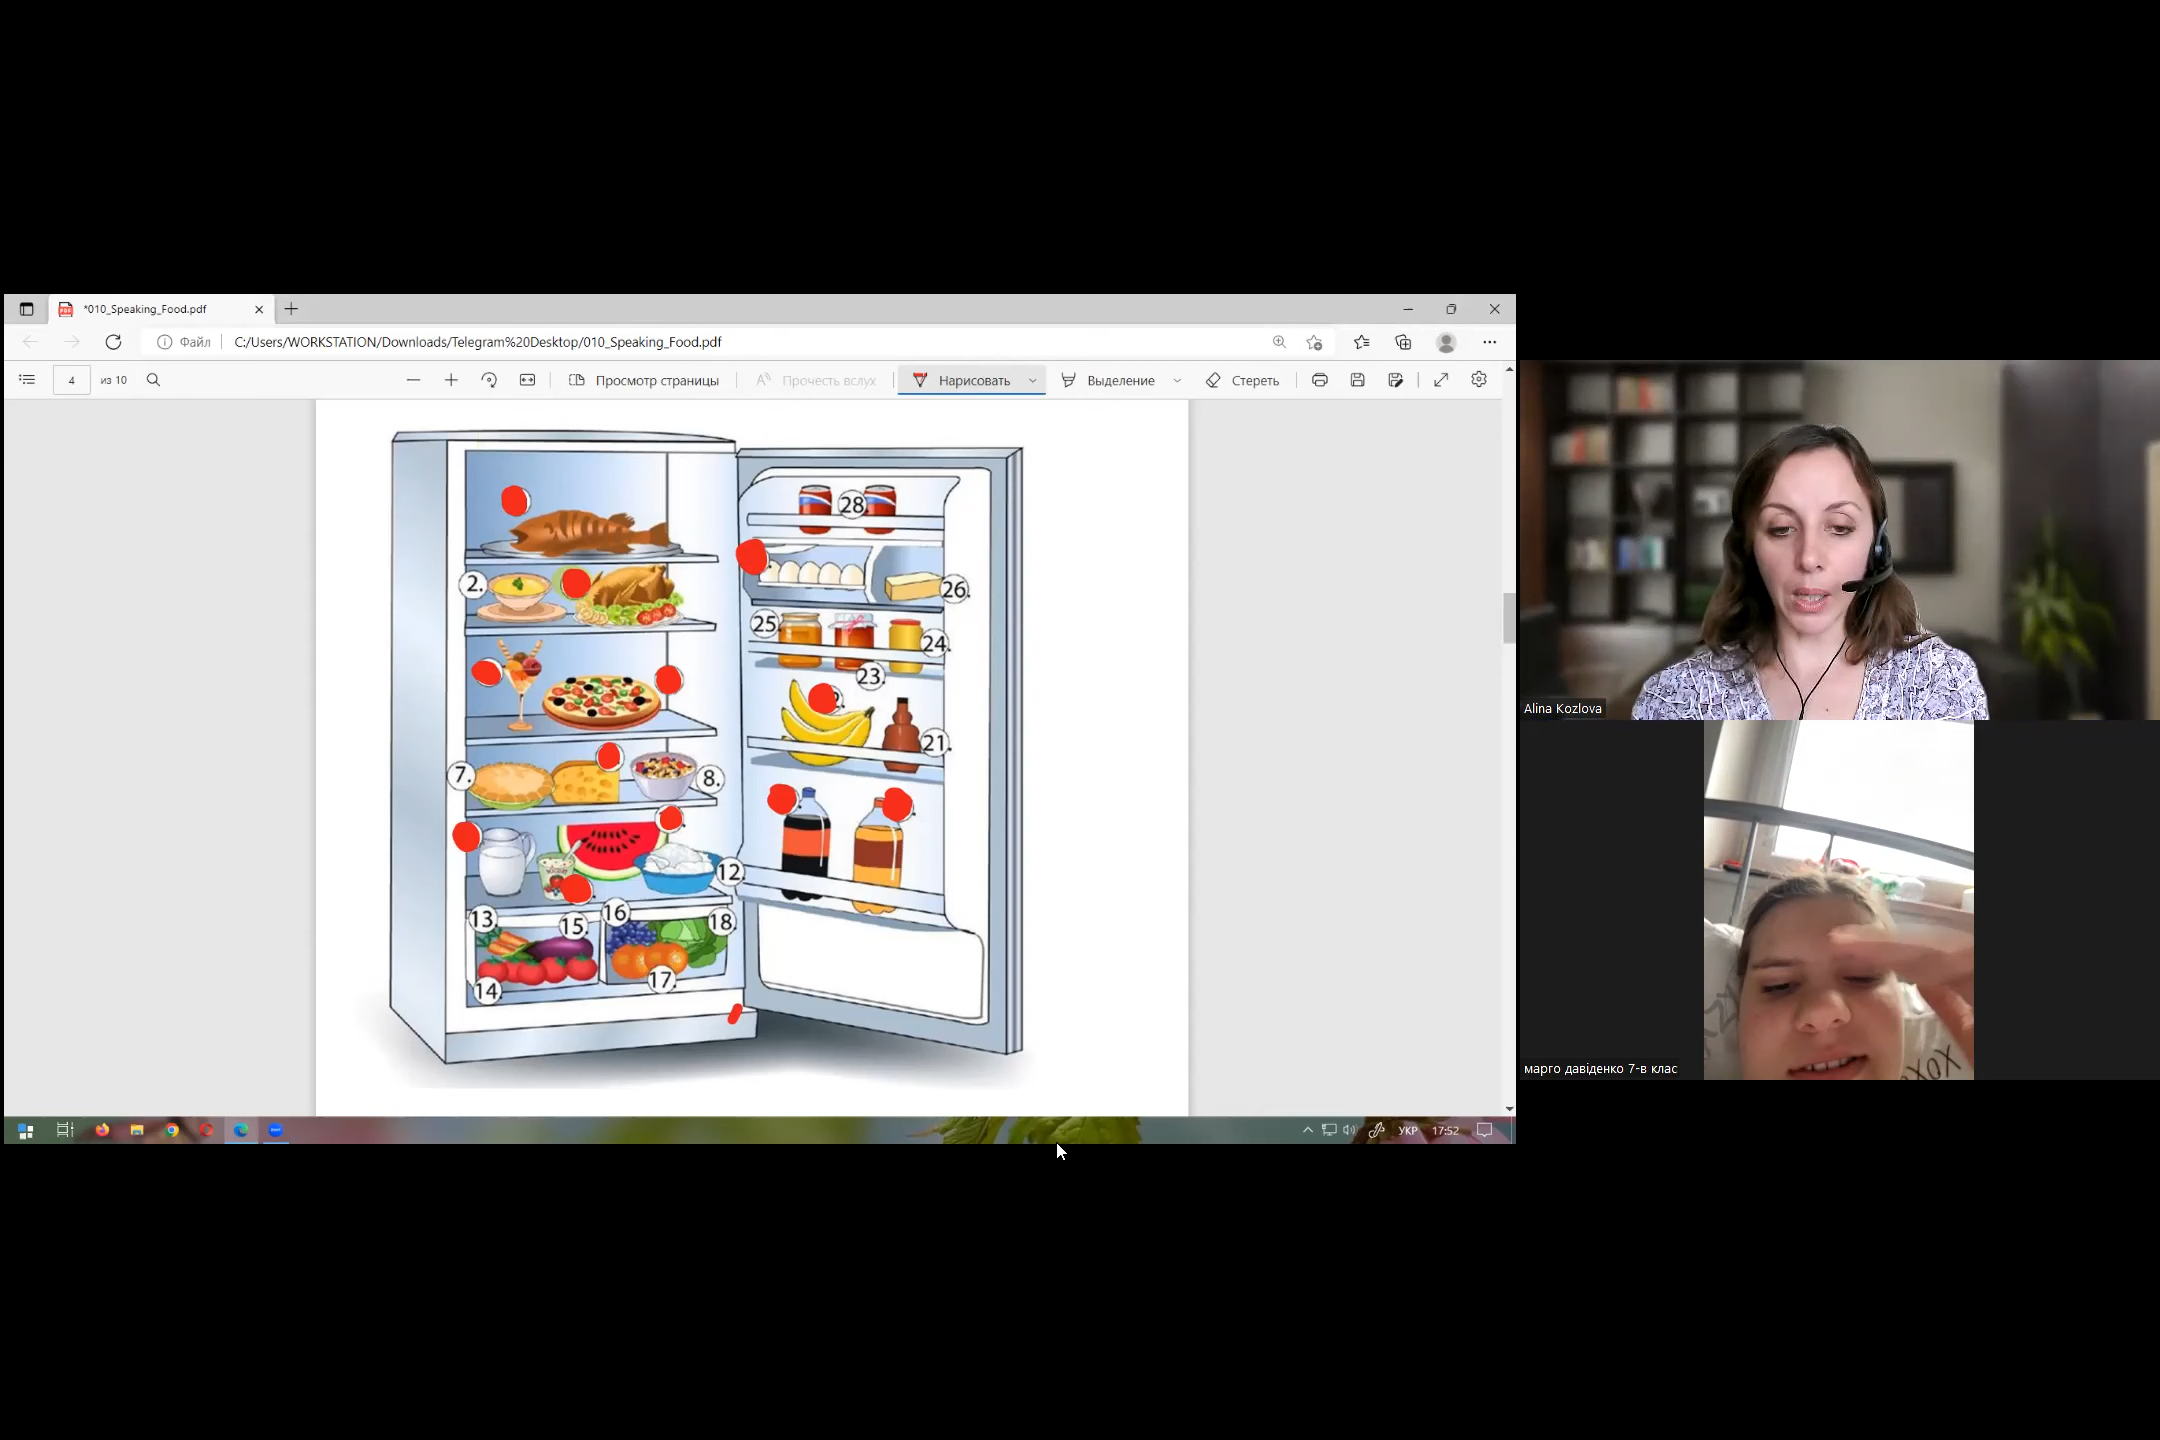 *010_Speaking_Food.pdf
Файл
C:/Users/WORKSTATION/Downloads/Telegram%20Desktop/010_Speaking_Food.pdf
4 из 10
Просмотр страницы
Прочесть вслух
Нарисовать
Выделение
Стереть
28.
2.
26.
25.
24.
23.
21.
7.
8.
12.
13.
15.
16.
18.
14.
17.
Alina Kozlova
марго давіденко 7-в клас
УКР
17:52